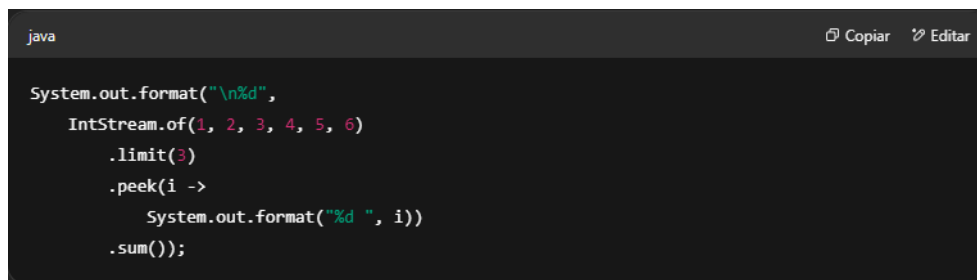 java Copiar Editar
System.out.format("\n%d",
    IntStream.of(1, 2, 3, 4, 5, 6)
        .limit(3)
        .peek(i ->
            System.out.format("%d ", i))
        .sum());